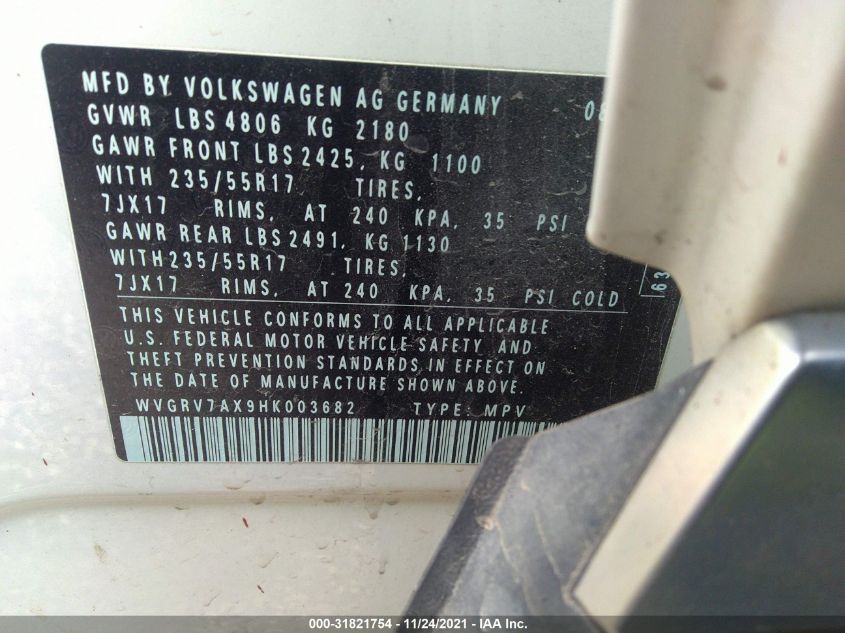 MFD BY VOLKSWAGEN AG GERMANY 08
GVWR LBS 4806 KG 2180
GAWR FRONT LBS 2425, KG 1100
WITH 235/55R17 TIRES,
7JX17 RIMS, AT 240 KPA, 35 PSI
GAWR REAR LBS 2491, KG 1130
WITH 235/55R17 TIRES,
7JX17 RIMS, AT 240 KPA, 35 PSI COLD
THIS VEHICLE CONFORMS TO ALL APPLICABLE
U.S. FEDERAL MOTOR VEHICLE SAFETY AND
THEFT PREVENTION STANDARDS IN EFFECT ON
THE DATE OF MANUFACTURE SHOWN ABOVE.
WVGRV7AX9HK003682 TYPE: MPV
63
000-31821754 - 11/24/2021 - IAA Inc.